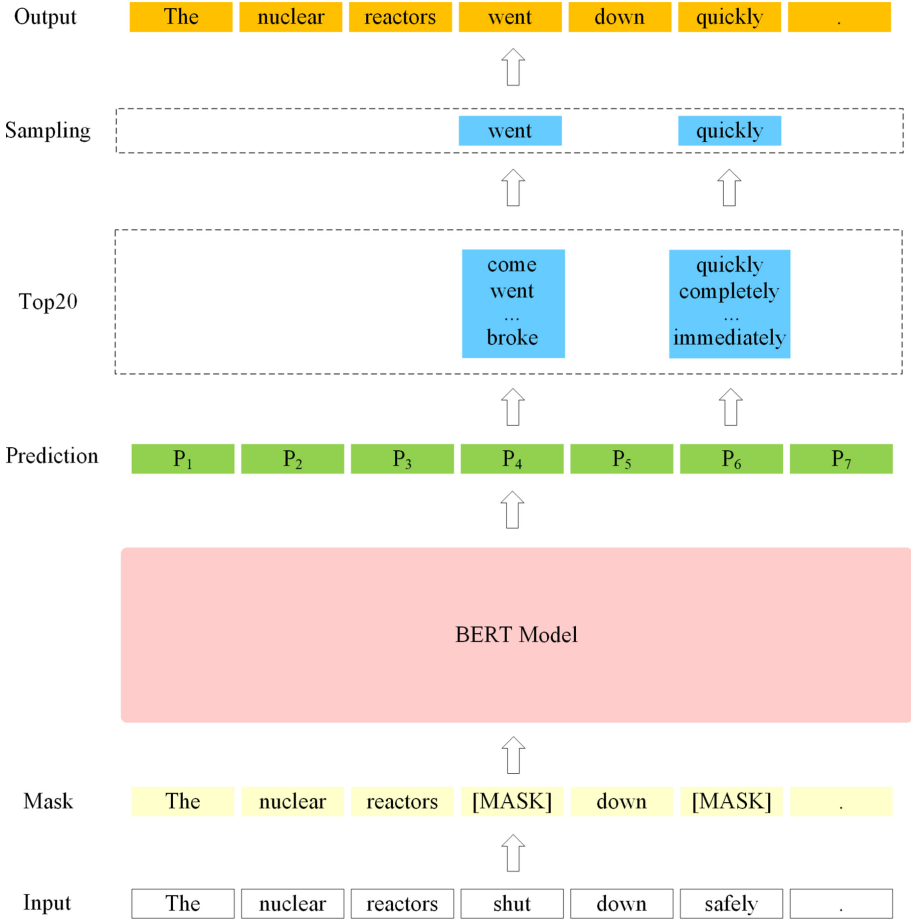 Output The nuclear reactors went down quickly .
Sampling went quickly
Top20
come
went
...
broke
quickly
completely
...
immediately
Prediction P₁ P₂ P₃ P₄ P₅ P₆ P₇
BERT Model
Mask The nuclear reactors [MASK] down [MASK] .
Input The nuclear reactors shut down safely .